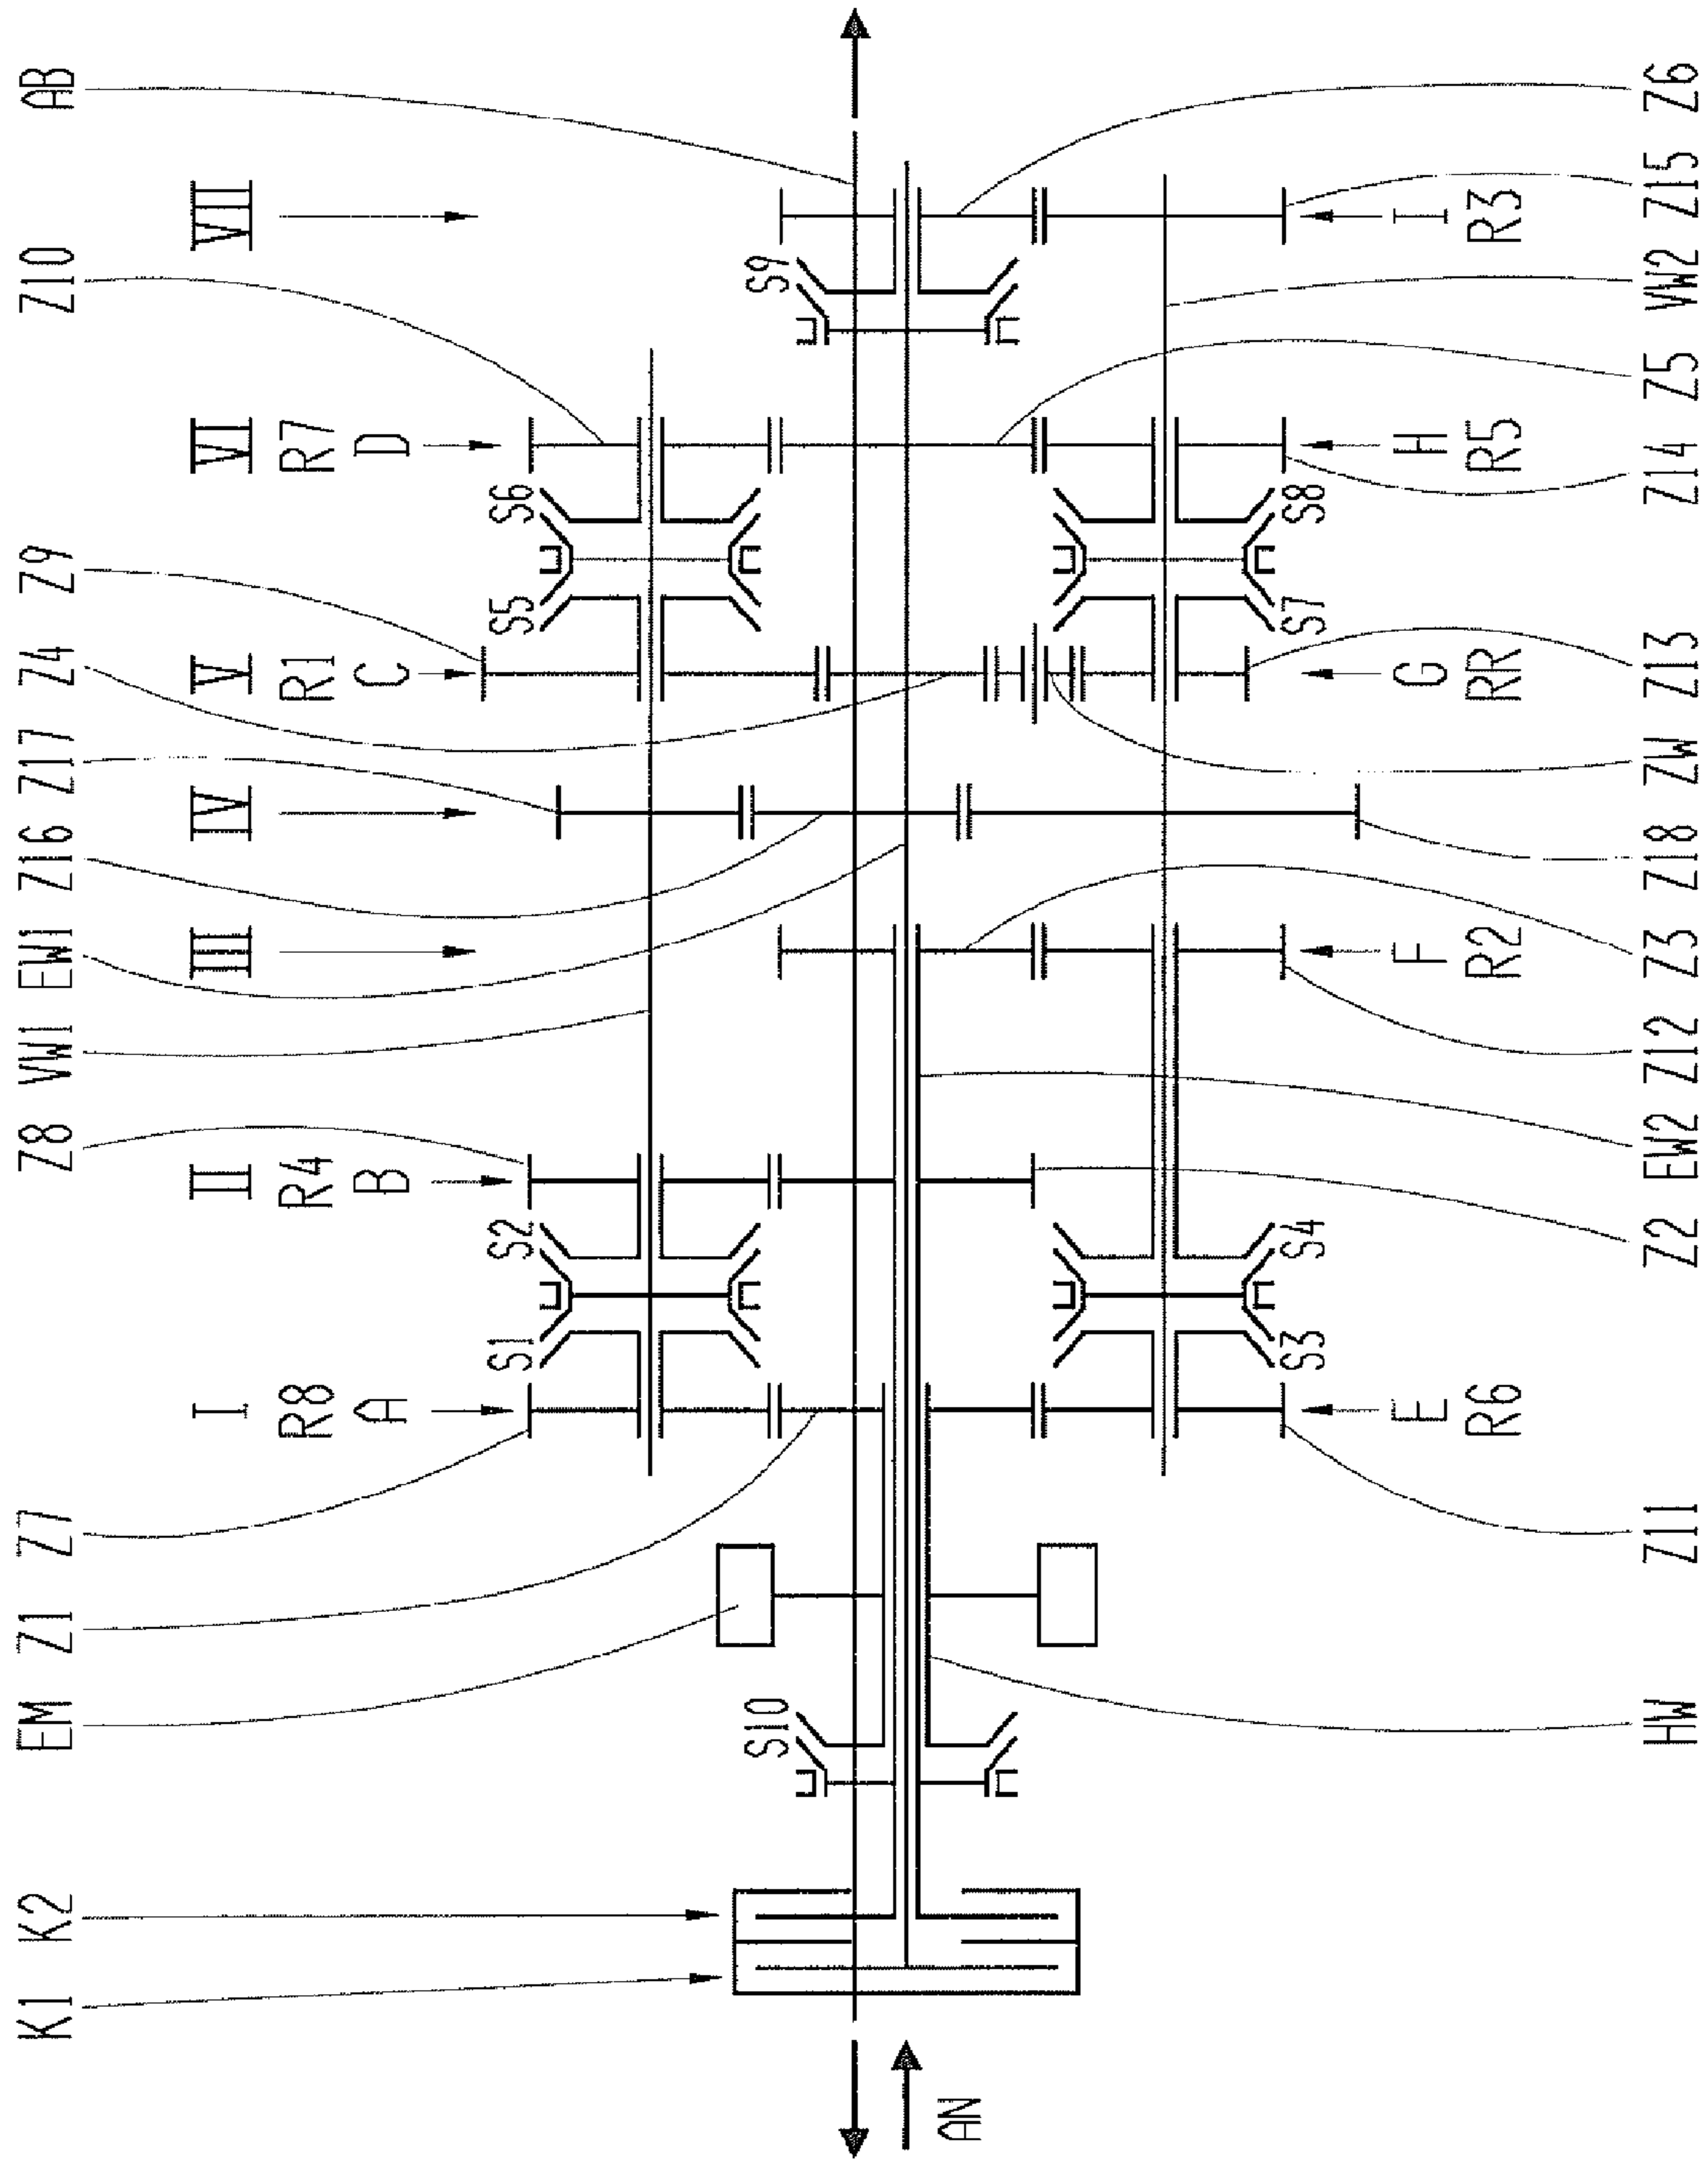 K1 K2 EM Z1 Z7 Z8 VW1 EW1 Z16 Z17 Z4 Z9 Z10 AB
I II III IV V VI VII
R8 R4 R1 R7
A B C D
S1 S2 S5 S6
S10 S9
AN
S3 S4 S7 S8
E F G H I
R6 R2 RR R5 R3
HW Z11 Z2 EW2 Z12 Z3 Z18 ZW Z13 Z14 Z5 VW2 Z15 Z6